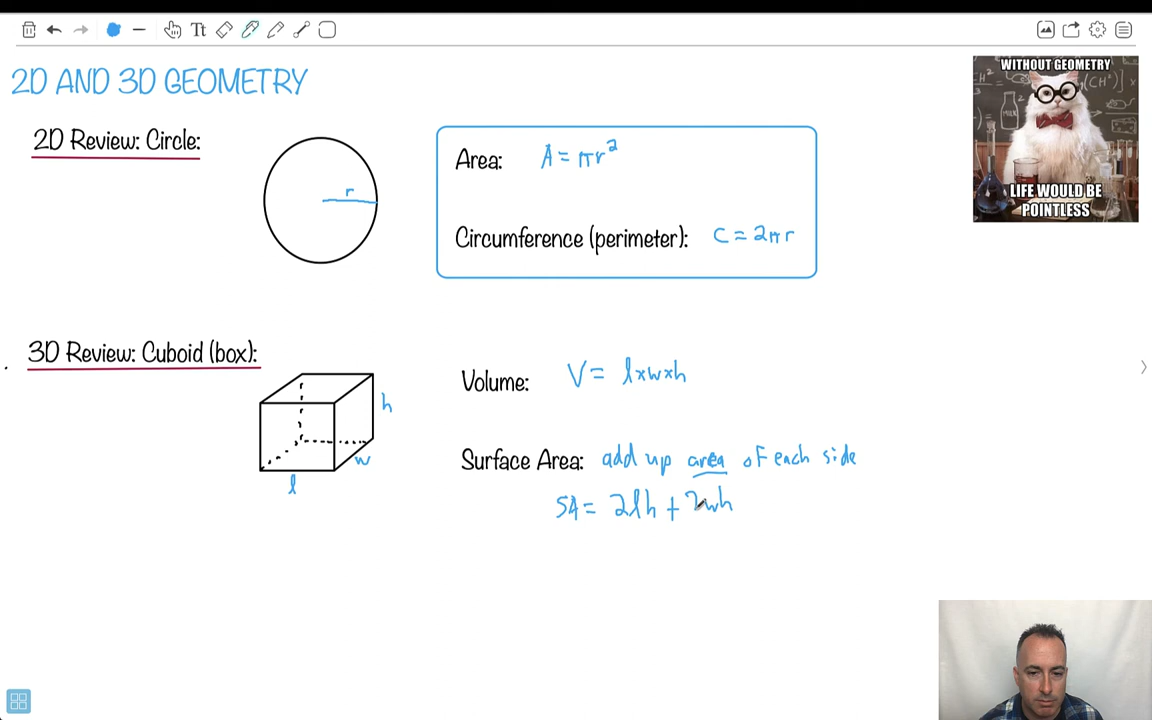 Tt
2D AND 3D GEOMETRY
WITHOUT GEOMETRY
LIFE WOULD BE
POINTLESS
2D Review: Circle:
r
Area: A = πr²
Circumference (perimeter): C = 2πr
3D Review: Cuboid (box):
h
w
l
Volume: V = l×w×h
Surface Area: add up area of each side
SA = 2lh + 2wh